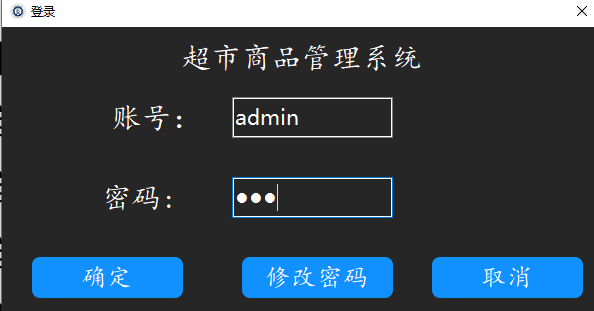 登录
超市商品管理系统
账号： admin
密码： ●●●
确定 修改密码 取消